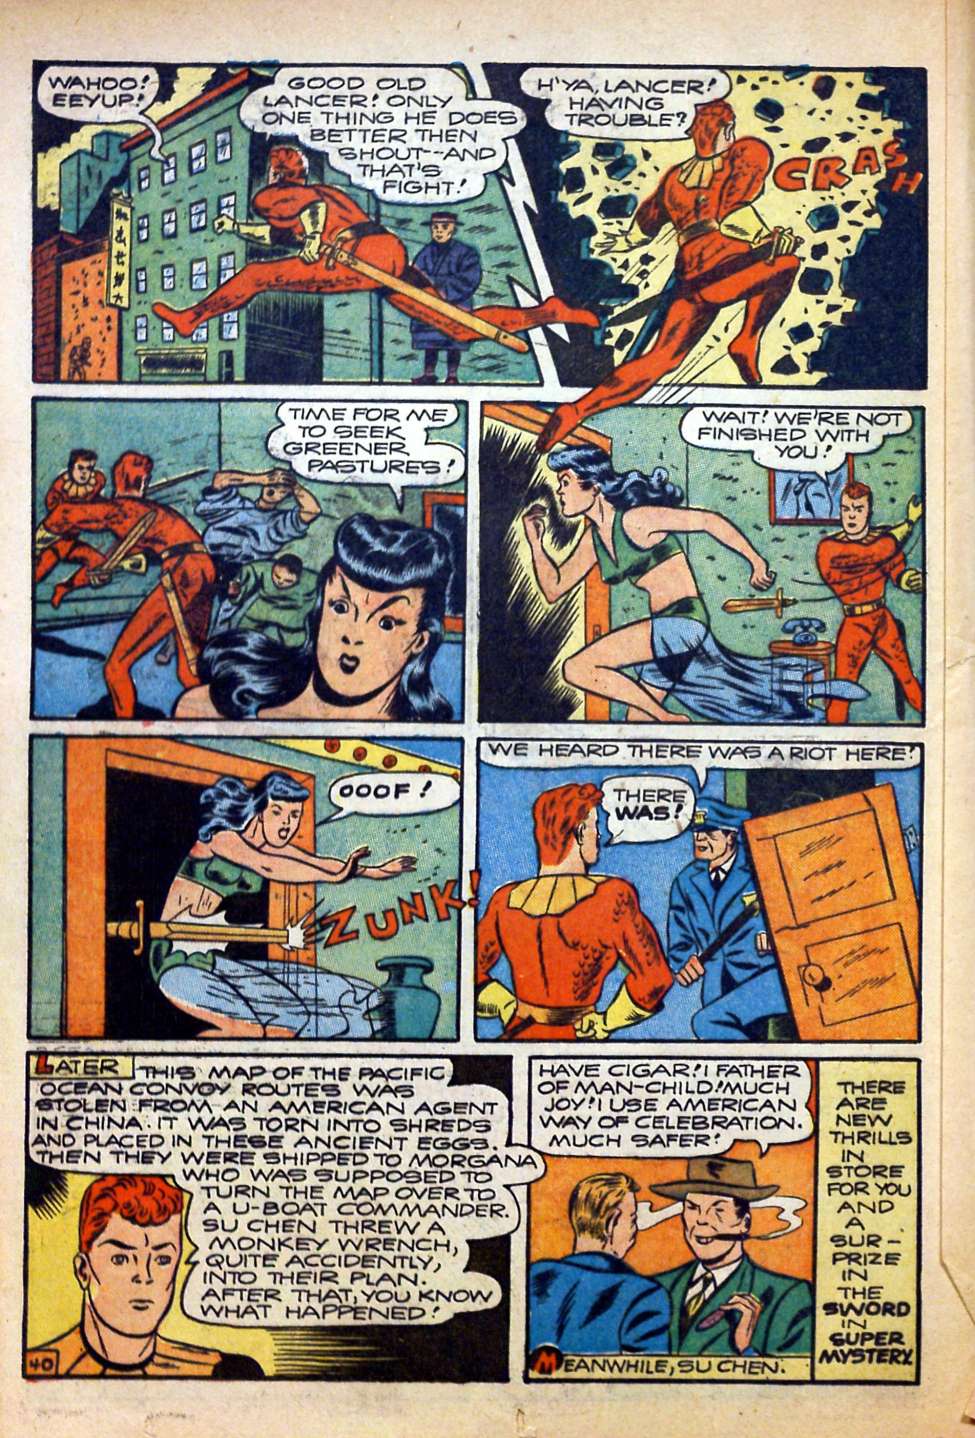 WAHOO!
EEYUP!
GOOD OLD
LANCER! ONLY
ONE THING HE DOES
BETTER THEN
SHOUT--AND
THAT'S
FIGHT!
H'YA, LANCER!
HAVING
TROUBLE?
CRASH
TIME FOR ME
TO SEEK
GREENER
PASTURES!
WAIT! WE'RE NOT
FINISHED WITH
YOU!
OOOF!
ZUNK!
WE HEARD THERE WAS A RIOT HERE!
THERE
WAS!
LATER
THIS MAP OF THE PACIFIC
OCEAN CONVOY ROUTES WAS
STOLEN FROM AN AMERICAN AGENT
IN CHINA. IT WAS TORN INTO SHREDS
AND PLACED IN THESE ANCIENT EGGS.
THEN THEY WERE SHIPPED TO MORGANA
WHO WAS SUPPOSED TO
TURN THE MAP OVER TO
A U-BOAT COMMANDER.
SU CHEN THREW A
MONKEY WRENCH,
QUITE ACCIDENTLY,
INTO THEIR PLAN.
AFTER THAT, YOU KNOW
WHAT HAPPENED!
40
HAVE CIGAR! I FATHER
OF MAN-CHILD! MUCH
JOY! I USE AMERICAN
WAY OF CELEBRATION.
MUCH SAFER!
MEANWHILE, SU CHEN.
THERE
ARE
NEW
THRILLS
IN
STORE
FOR YOU
AND
A
SUR-
PRIZE
IN
THE
SWORD
IN
SUPER
MYSTERY.